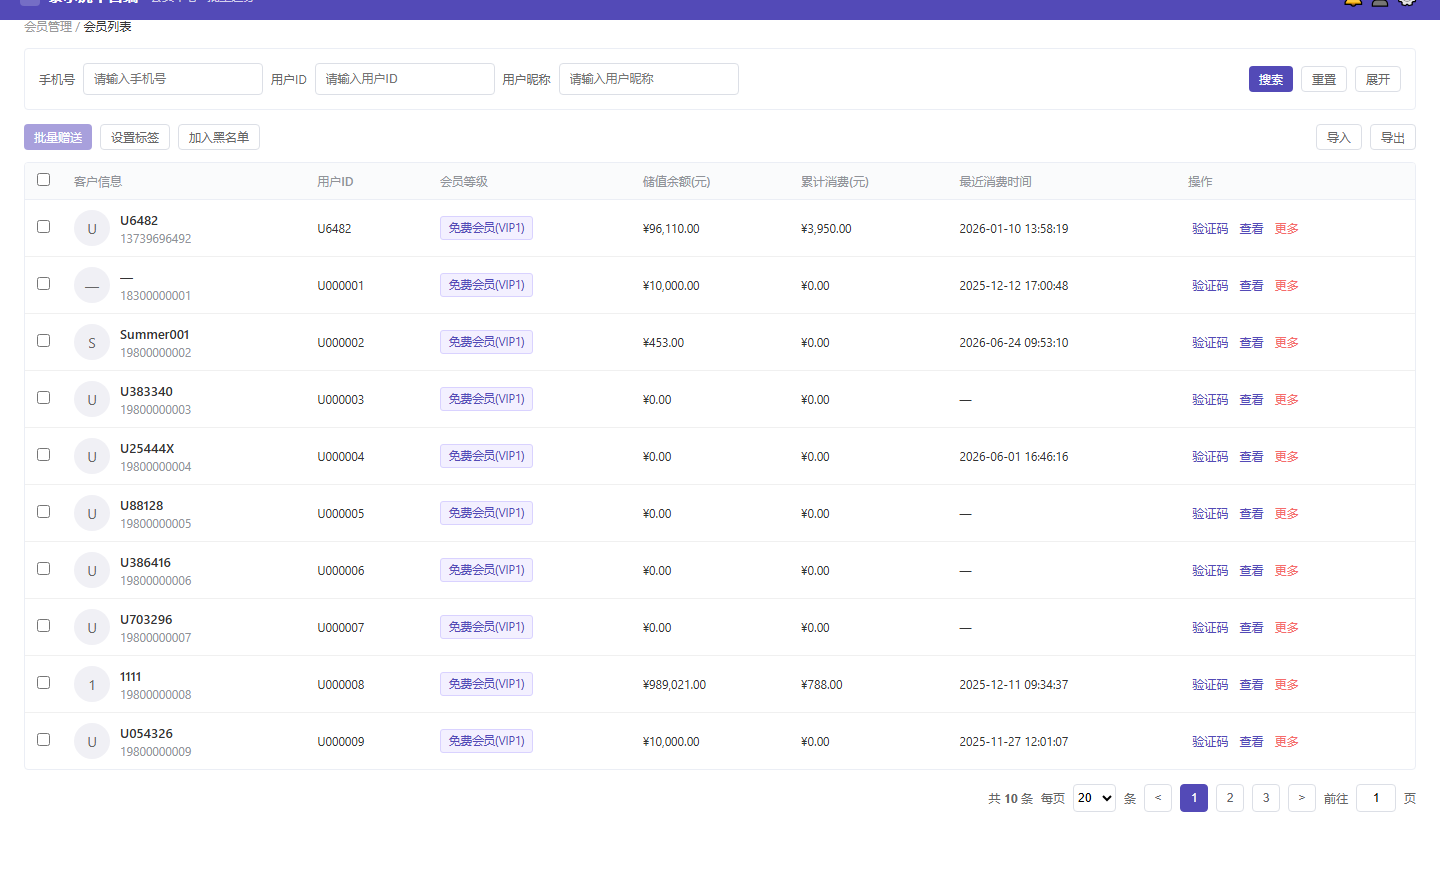 会员管理 / 会员列表
手机号 请输入手机号 用户ID 请输入用户ID 用户昵称 请输入用户昵称 搜索 重置 展开
批量赠送 设置标签 加入黑名单 导入 导出
客户信息 用户ID 会员等级 储值余额(元) 累计消费(元) 最近消费时间 操作
U U6482 13739696492 U6482 免费会员(VIP1) ¥96,110.00 ¥3,950.00 2026-01-10 13:58:19 验证码 查看 更多
— — 18300000001 U000001 免费会员(VIP1) ¥10,000.00 ¥0.00 2025-12-12 17:00:48 验证码 查看 更多
S Summer001 19800000002 U000002 免费会员(VIP1) ¥453.00 ¥0.00 2026-06-24 09:53:10 验证码 查看 更多
U U383340 19800000003 U000003 免费会员(VIP1) ¥0.00 ¥0.00 — 验证码 查看 更多
U U25444X 19800000004 U000004 免费会员(VIP1) ¥0.00 ¥0.00 2026-06-01 16:46:16 验证码 查看 更多
U U88128 19800000005 U000005 免费会员(VIP1) ¥0.00 ¥0.00 — 验证码 查看 更多
U U386416 19800000006 U000006 免费会员(VIP1) ¥0.00 ¥0.00 — 验证码 查看 更多
U U703296 19800000007 U000007 免费会员(VIP1) ¥0.00 ¥0.00 — 验证码 查看 更多
1 1111 19800000008 U000008 免费会员(VIP1) ¥989,021.00 ¥788.00 2025-12-11 09:34:37 验证码 查看 更多
U U054326 19800000009 U000009 免费会员(VIP1) ¥10,000.00 ¥0.00 2025-11-27 12:01:07 验证码 查看 更多
共 10 条 每页 20 条 < 1 2 3 > 前往 1 页